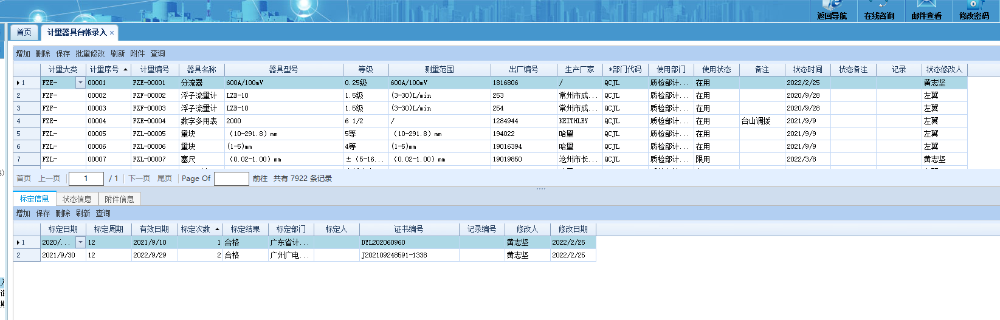 返回导航 在线咨询 邮件查看 修改密码
首页 计量器具台帐录入 ×
增加 删除 保存 批量修改 刷新 附件 查询
计量大类 计量序号 计量编号 器具名称 器具型号 等级 测量范围 出厂编号 生产厂家 *部门代码 使用部门 使用状态 备注 状态时间 状态备注 记录 状态修改人
1 FZE- 00001 FZE-00001 分流器 600A/100mV 0.25级 600A/100mV 1816806 / QCJL 质检部计... 在用 2022/2/25 黄志坚
2 FZF- 00002 FZF-00002 浮子流量计 LZB-10 1.5级 (3-30)L/min 253 常州市成... QCJL 质检部计... 在用 2020/9/28 左翼
3 FZF- 00003 FZF-00003 浮子流量计 LZB-10 1.5级 (3-30)L/min 254 常州市成... QCJL 质检部计... 在用 2020/9/28 左翼
4 FZE- 00004 FZE-00004 数字多用表 2000 6 1/2 / 1284944 KEITHLEY QCJL 质检部计... 在用 台山调拨 2021/9/9 左翼
5 FZL- 00005 FZL-00005 量块 （10-291.8）mm 5等 （10-291.8）mm 194022 哈量 QCJL 质检部计... 在用 2021/9/9 左翼
6 FZL- 00006 FZL-00006 量块 (1-5)mm 4等 (1-5)mm 19016394 哈量 QCJL 质检部计... 在用 2021/9/9 左翼
7 FZL- 00007 FZL-00007 塞尺 （0.02-1.00）mm ±（5-16... （0.02-1.00）mm 19019850 沧州市长... QCJL 质检部计... 限用 2022/3/8 黄志坚
首页 上一页 1 / 1 下一页 尾页 Page Of 前往 共有 7922 条记录
标定信息 状态信息 附件信息
增加 保存 删除 刷新 查询
标定日期 标定周期 有效日期 标定次数 标定结果 标定部门 标定人 证书编号 记录编号 修改人 修改日期
1 2020/... 12 2021/9/10 1 合格 广东省计... DYL202060960 黄志坚 2022/2/25
2 2021/9/30 12 2022/9/29 2 合格 广州广电... J202109248591-1338 黄志坚 2022/2/25